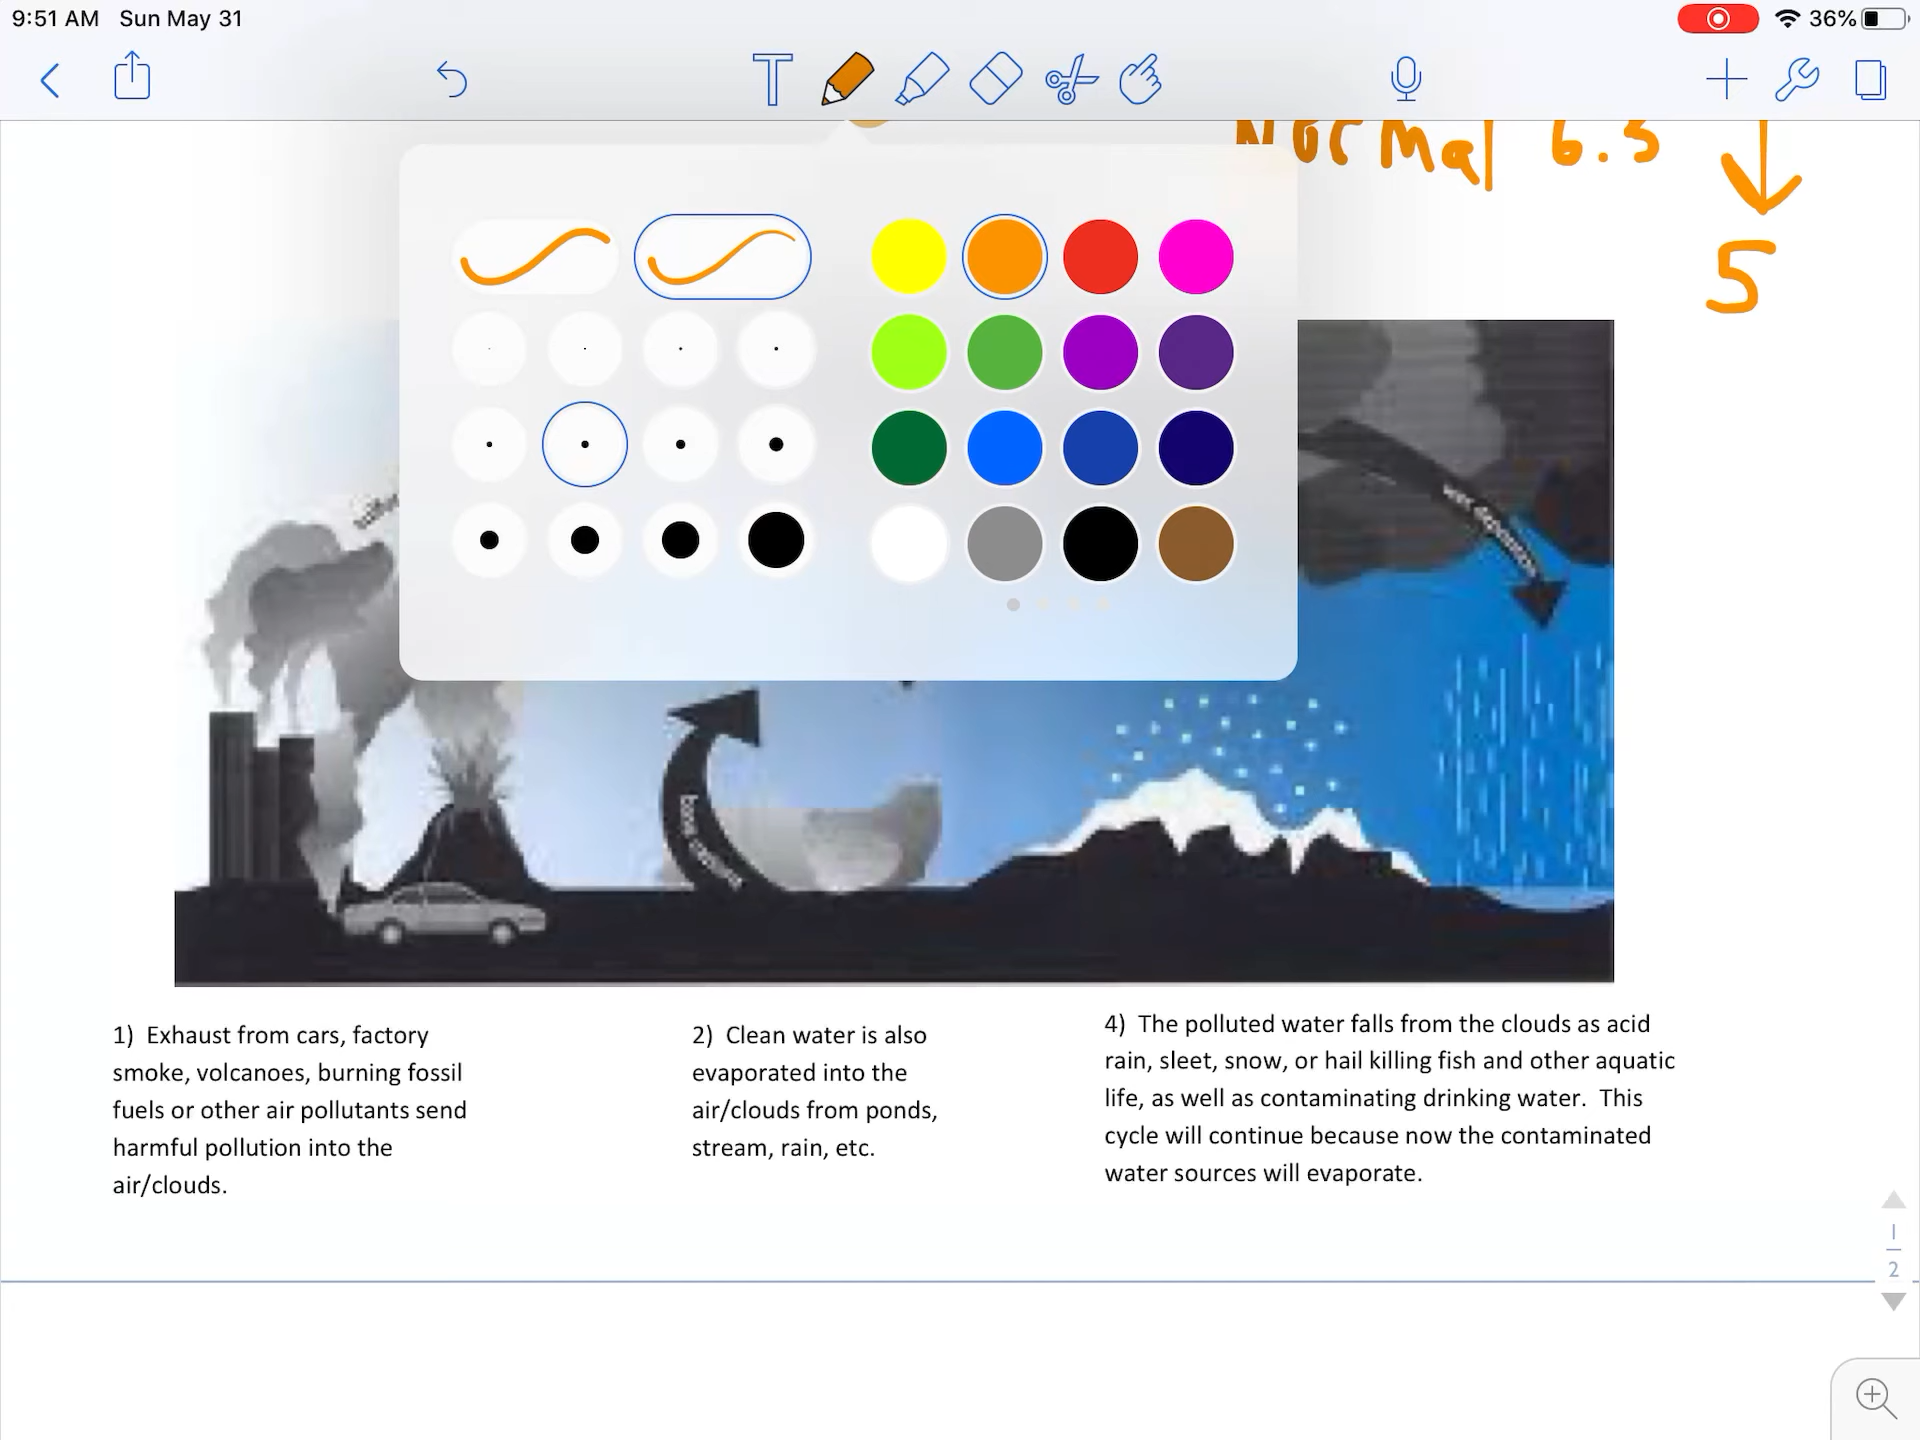 9:51 AM Sun May 31
36%
T
Normal 6.5
5
wet deposition
1) Exhaust from cars, factory
smoke, volcanoes, burning fossil
fuels or other air pollutants send
harmful pollution into the
air/clouds.
2) Clean water is also
evaporated into the
air/clouds from ponds,
stream, rain, etc.
4) The polluted water falls from the clouds as acid
rain, sleet, snow, or hail killing fish and other aquatic
life, as well as contaminating drinking water. This
cycle will continue because now the contaminated
water sources will evaporate.
1
2